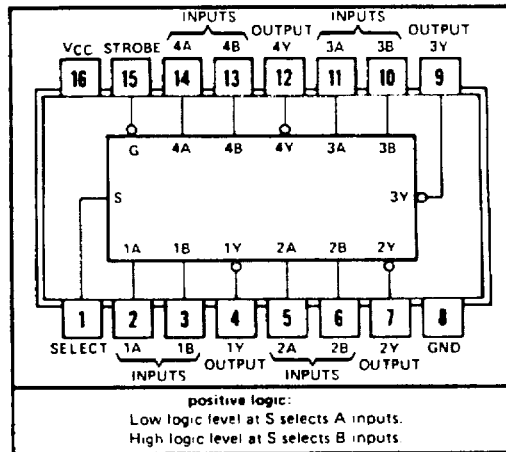 INPUTS OUTPUT INPUTS OUTPUT
VCC STROBE 4A 4B 4Y 3A 3B 3Y
16 15 14 13 12 11 10 9
G 4A 4B 4Y 3A 3B
S 3Y
1A 1B 1Y 2A 2B 2Y
1 2 3 4 5 6 7 8
SELECT 1A 1B 1Y 2A 2B 2Y GND
INPUTS OUTPUT INPUTS OUTPUT
positive logic:
Low logic level at S selects A inputs.
High logic level at S selects B inputs.